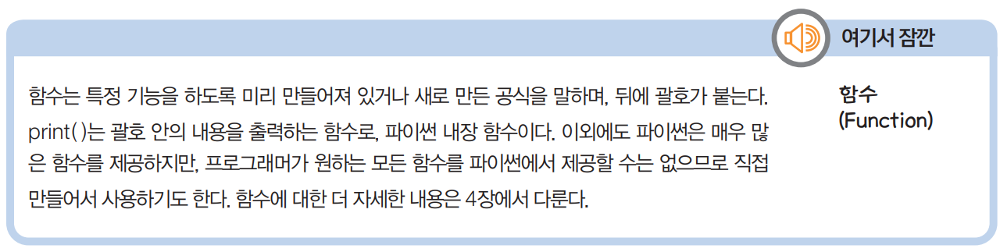 여기서 잠깐
함수
(Function)
함수는 특정 기능을 하도록 미리 만들어져 있거나 새로 만든 공식을 말하며, 뒤에 괄호가 붙는다.
print( )는 괄호 안의 내용을 출력하는 함수로, 파이썬 내장 함수이다. 이외에도 파이썬은 매우 많
은 함수를 제공하지만, 프로그래머가 원하는 모든 함수를 파이썬에서 제공할 수는 없으므로 직접
만들어서 사용하기도 한다. 함수에 대한 더 자세한 내용은 4장에서 다룬다.